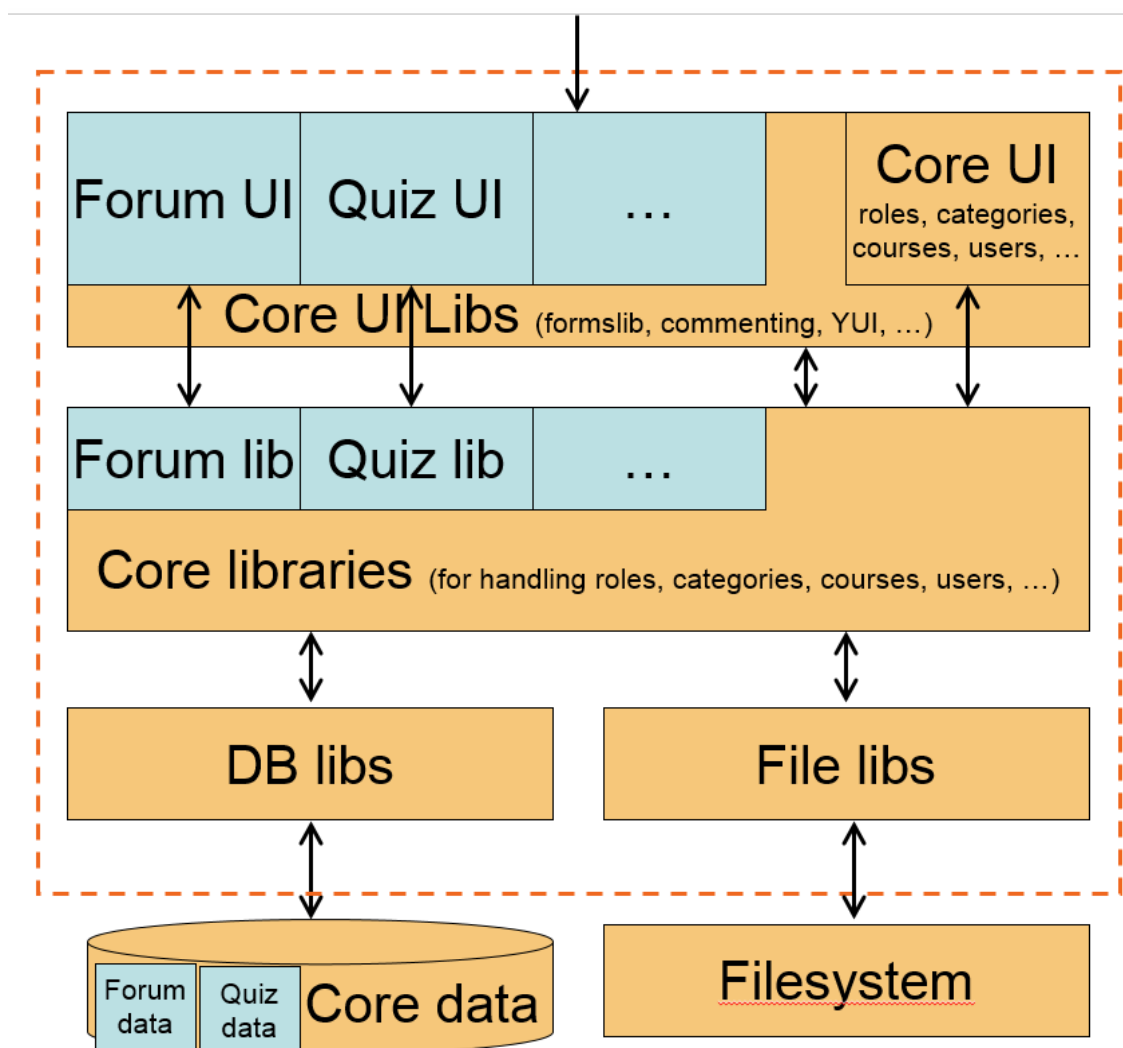 Forum UI
Quiz UI
…
Core UI
roles, categories,
courses, users, …
Core UI Libs (formslib, commenting, YUI, …)
Forum lib
Quiz lib
…
Core libraries (for handling roles, categories, courses, users, …)
DB libs
File libs
Forum
data
Quiz
data
Core data
Filesystem